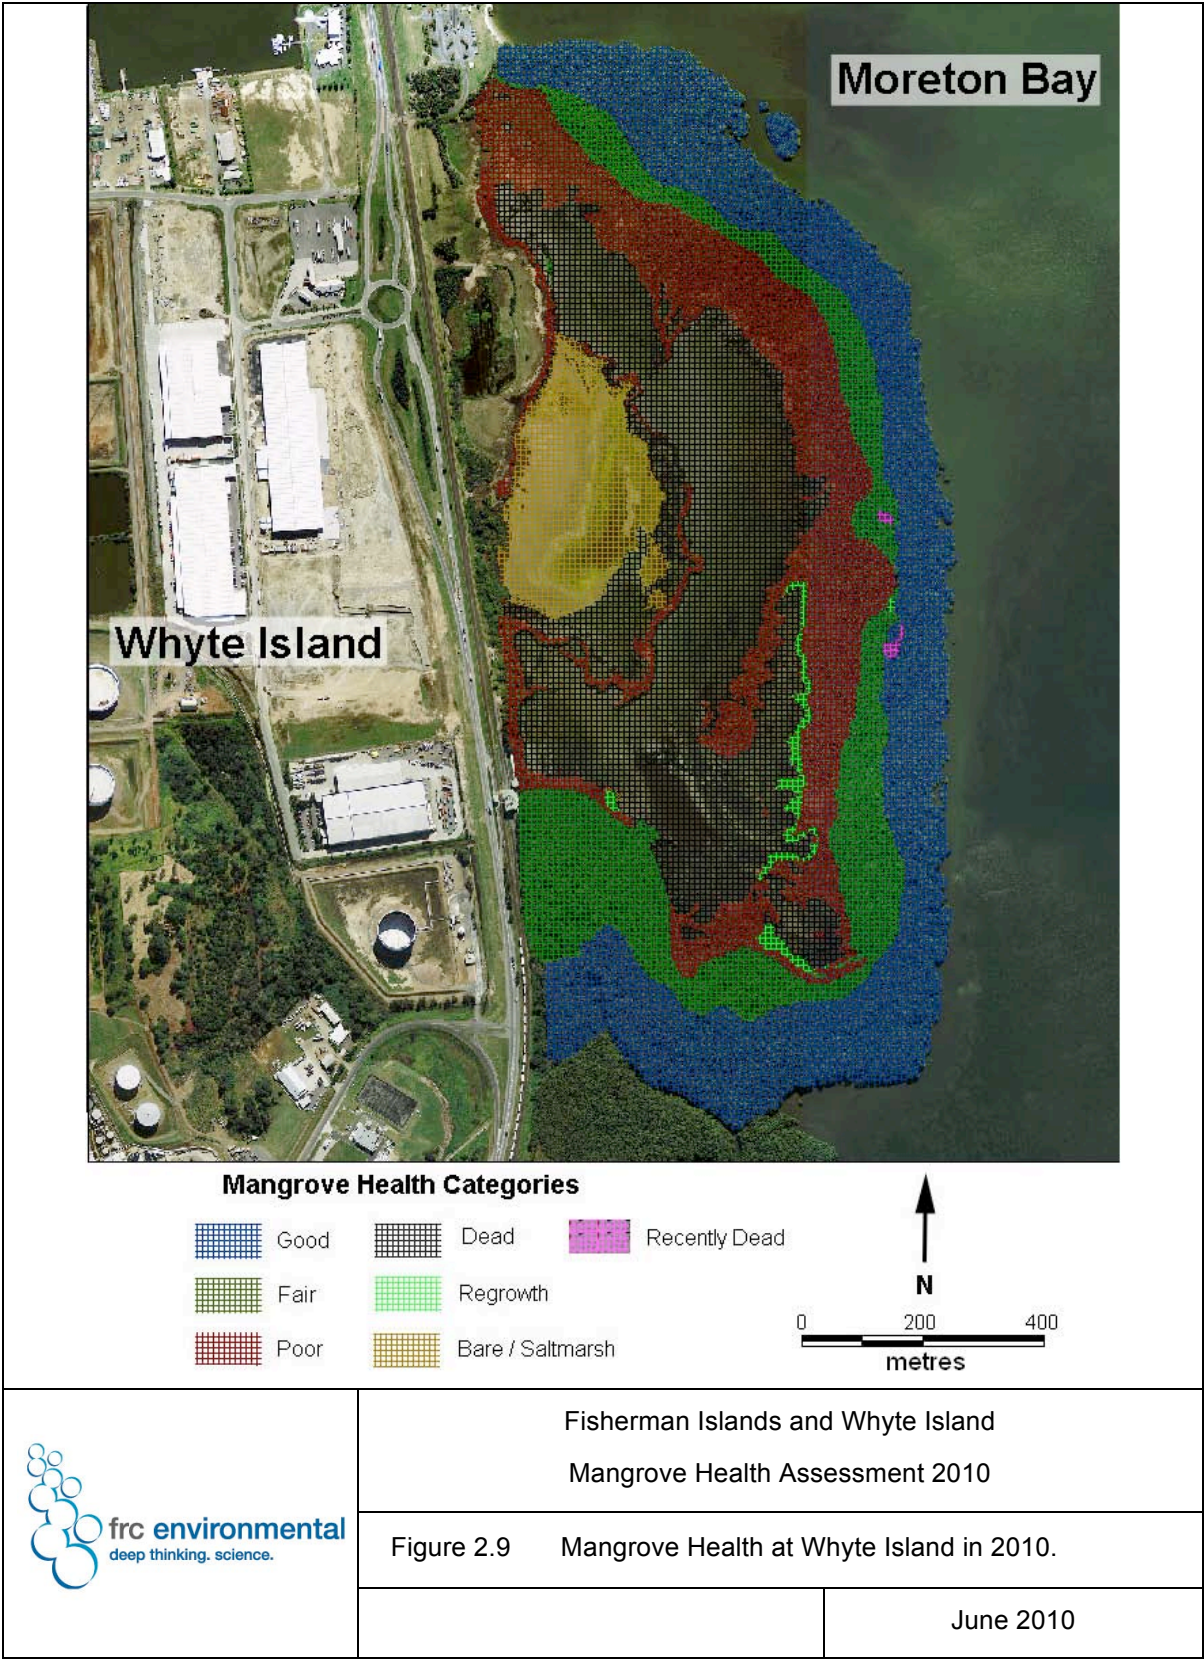 Moreton Bay
Whyte Island
Mangrove Health Categories
Good
Dead
Recently Dead
Fair
Regrowth
Poor
Bare / Saltmarsh
N
0 200 400
metres
frc environmental
deep thinking. science.
Fisherman Islands and Whyte Island
Mangrove Health Assessment 2010
Figure 2.9 Mangrove Health at Whyte Island in 2010.
June 2010